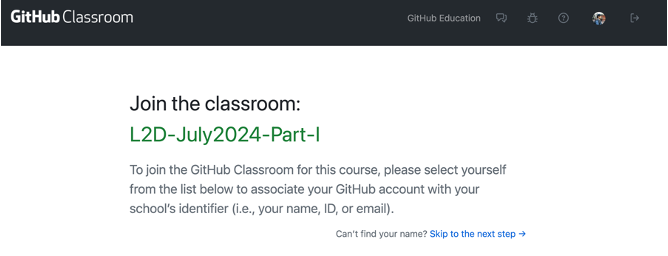 GitHub Classroom
GitHub Education
Join the classroom:
L2D-July2024-Part-I
To join the GitHub Classroom for this course, please select yourself
from the list below to associate your GitHub account with your
school's identifier (i.e., your name, ID, or email).
Can't find your name? Skip to the next step →